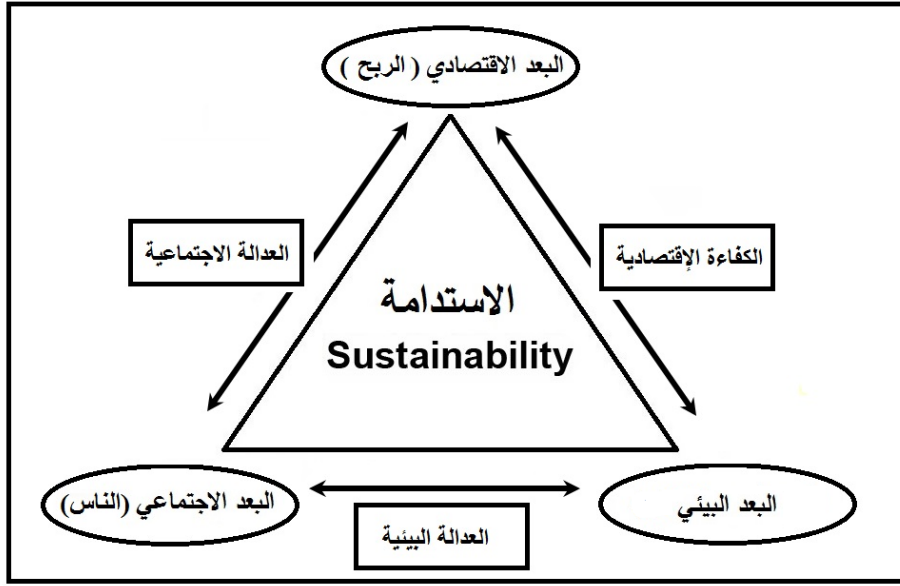 البعد الاقتصادي ( الربح )
العدالة الاجتماعية
الكفاءة الإقتصادية
الاستدامة
Sustainability
البعد الاجتماعي (الناس)
البعد البيئي
العدالة البيئية